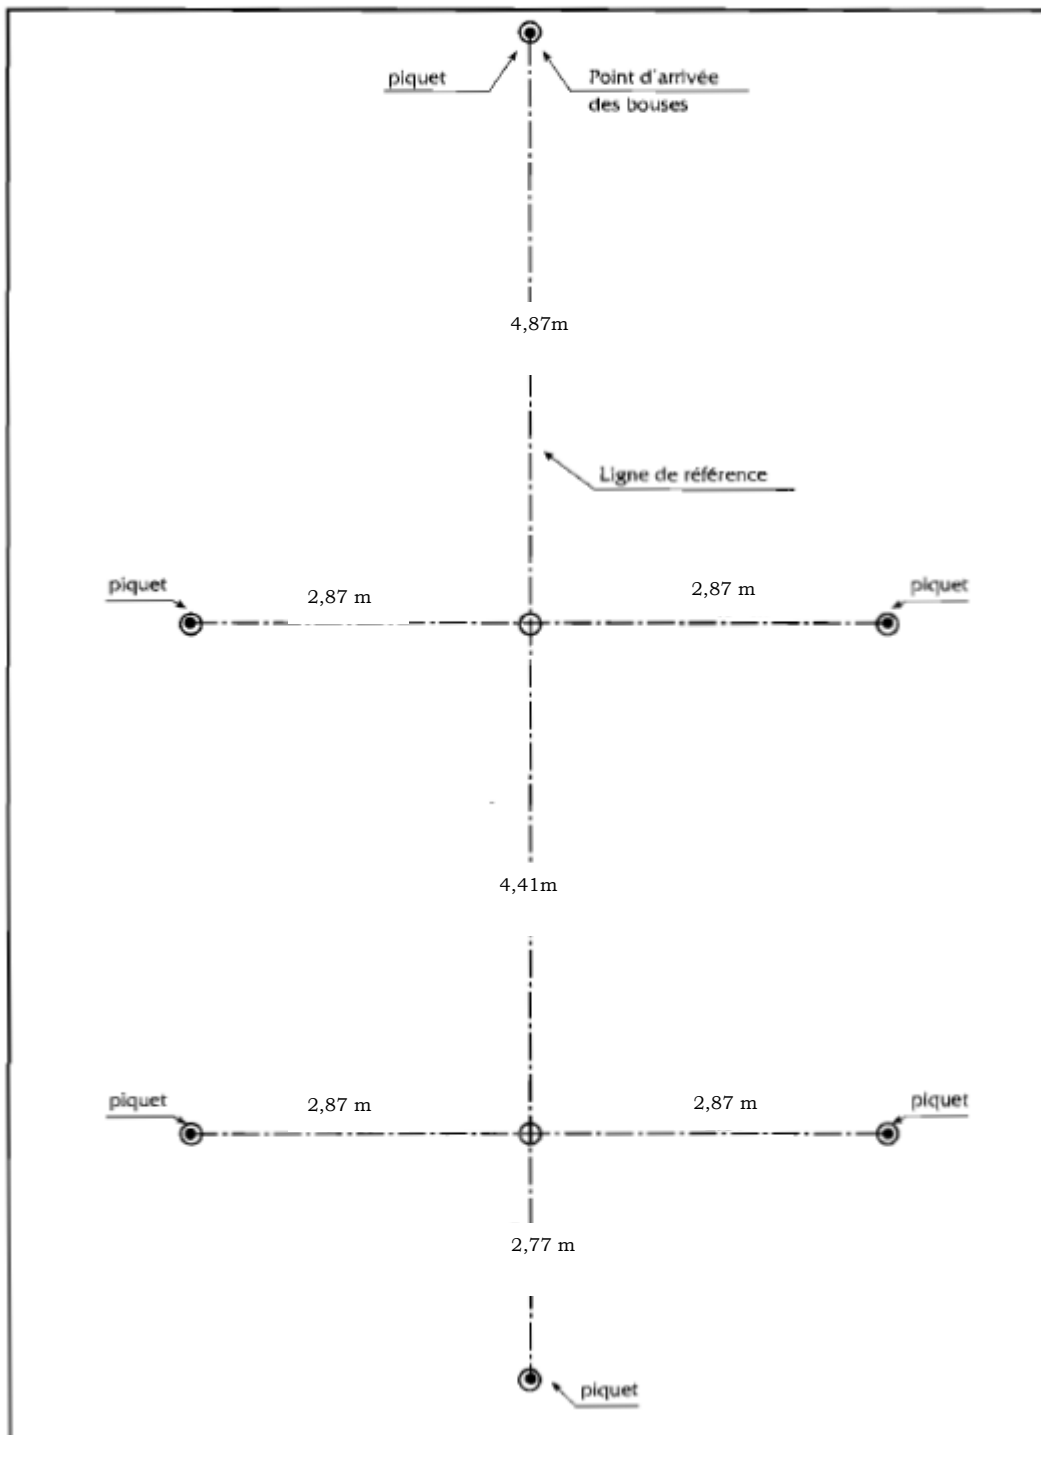 piquet
Point d'arrivée
des bouses
4,87m
Ligne de référence
piquet
2,87 m
2,87 m
piquet
4,41m
piquet
2,87 m
2,87 m
piquet
2,77 m
piquet